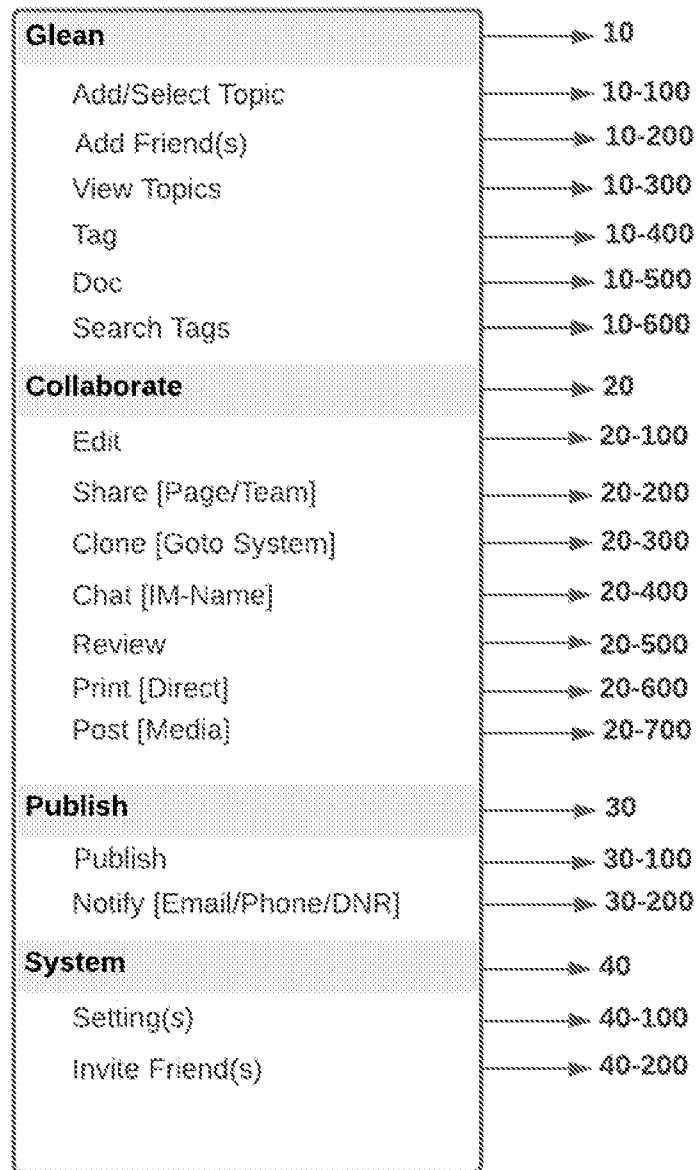 Glean 10
Add/Select Topic 10-100
Add Friend(s) 10-200
View Topics 10-300
Tag 10-400
Doc 10-500
Search Tags 10-600
Collaborate 20
Edit 20-100
Share [Page/Team] 20-200
Clone [Goto System] 20-300
Chat [IM-Name] 20-400
Review 20-500
Print [Direct] 20-600
Post [Media] 20-700
Publish 30
Publish 30-100
Notify [Email/Phone/DNR] 30-200
System 40
Setting(s) 40-100
Invite Friend(s) 40-200